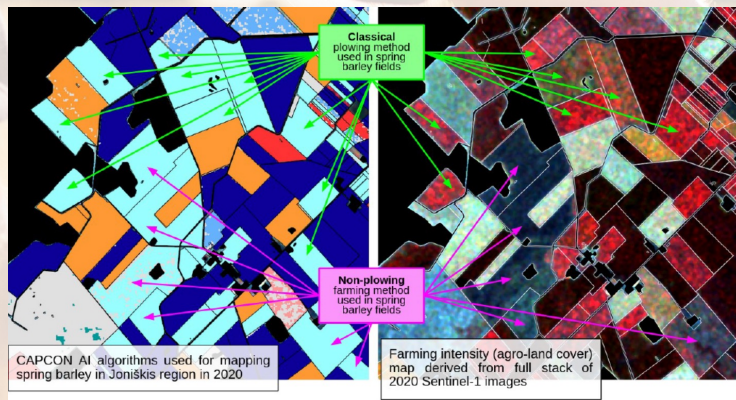 Classical
plowing method
used in spring
barley fields
Non-plowing
farming method
used in spring
barley fields
CAPCON AI algorithms used for mapping
spring barley in Joniškis region in 2020
Farming intensity (agro-land cover)
map derived from full stack of
2020 Sentinel-1 images